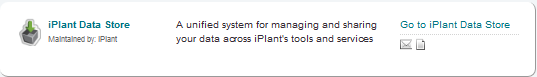 iPlant Data Store
Maintained by: iPlant
A unified system for managing and sharing
your data across iPlant's tools and services
Go to iPlant Data Store